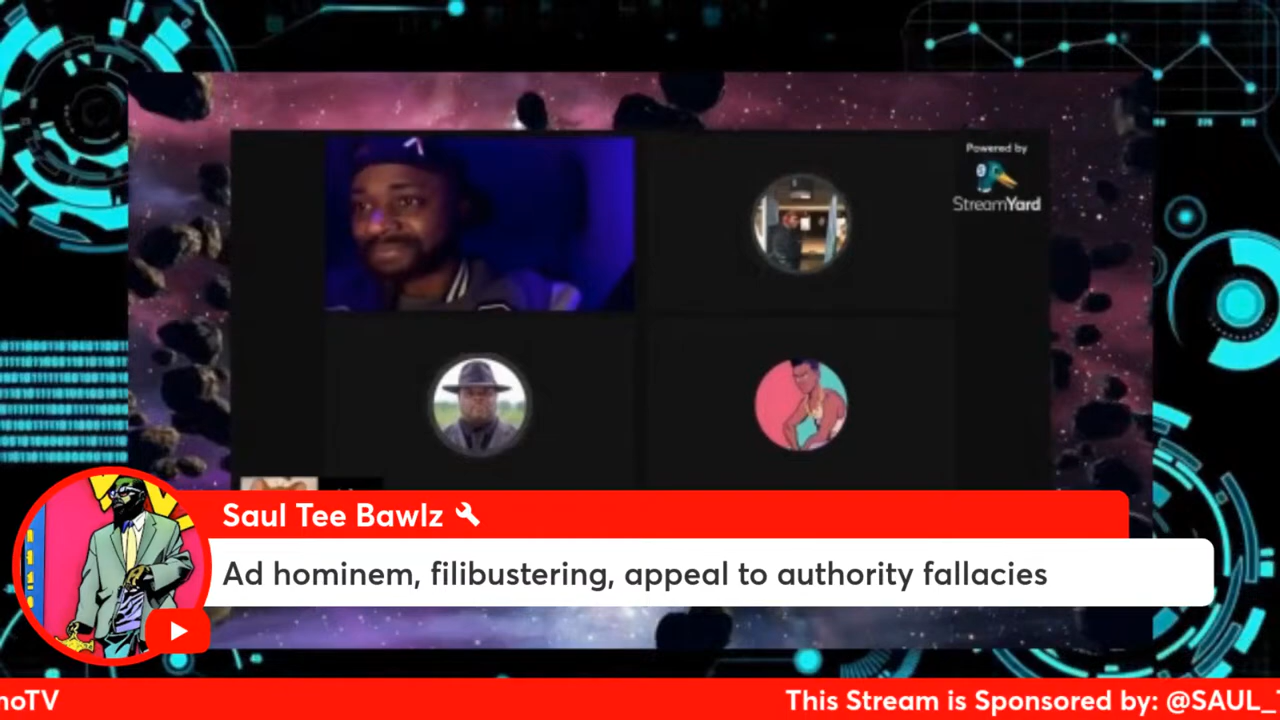 Powered by
StreamYard
Saul Tee Bawlz
Ad hominem, filibustering, appeal to authority fallacies
noTV
This Stream is Sponsored by: @SAUL_T